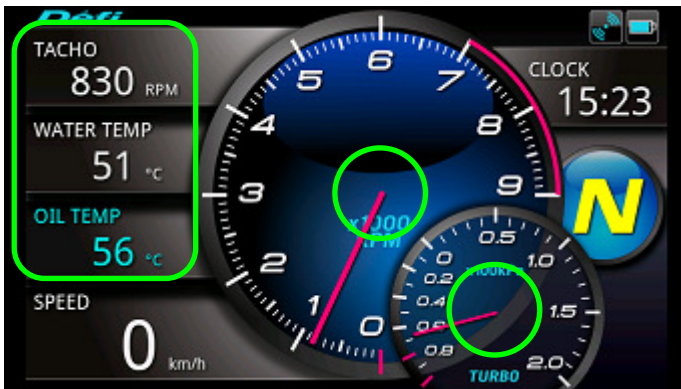 Defi
TACHO
830 RPM
WATER TEMP
51 °C
OIL TEMP
56 °C
SPEED
0 km/h
0
1
2
3
4
5
6
7
8
9
x1000
RPM
CLOCK
15:23
N
0.8
0.6
0.4
0.2
0
0.5
1.0
1.5
2.0
TURBO